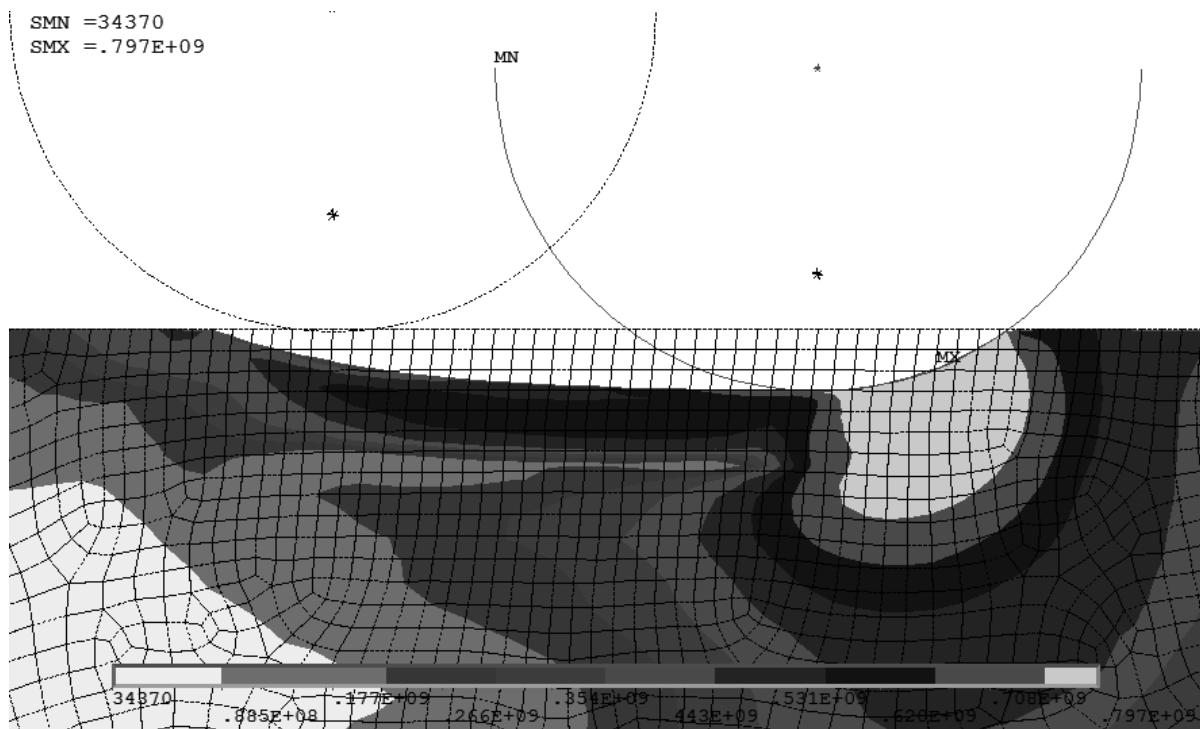 SMN =34370
SMX =.797E+09
MN
MX
34370 .177E+09 .354E+09 .531E+09 .708E+09
.885E+08 .266E+09 .443E+09 .620E+09 .797E+09